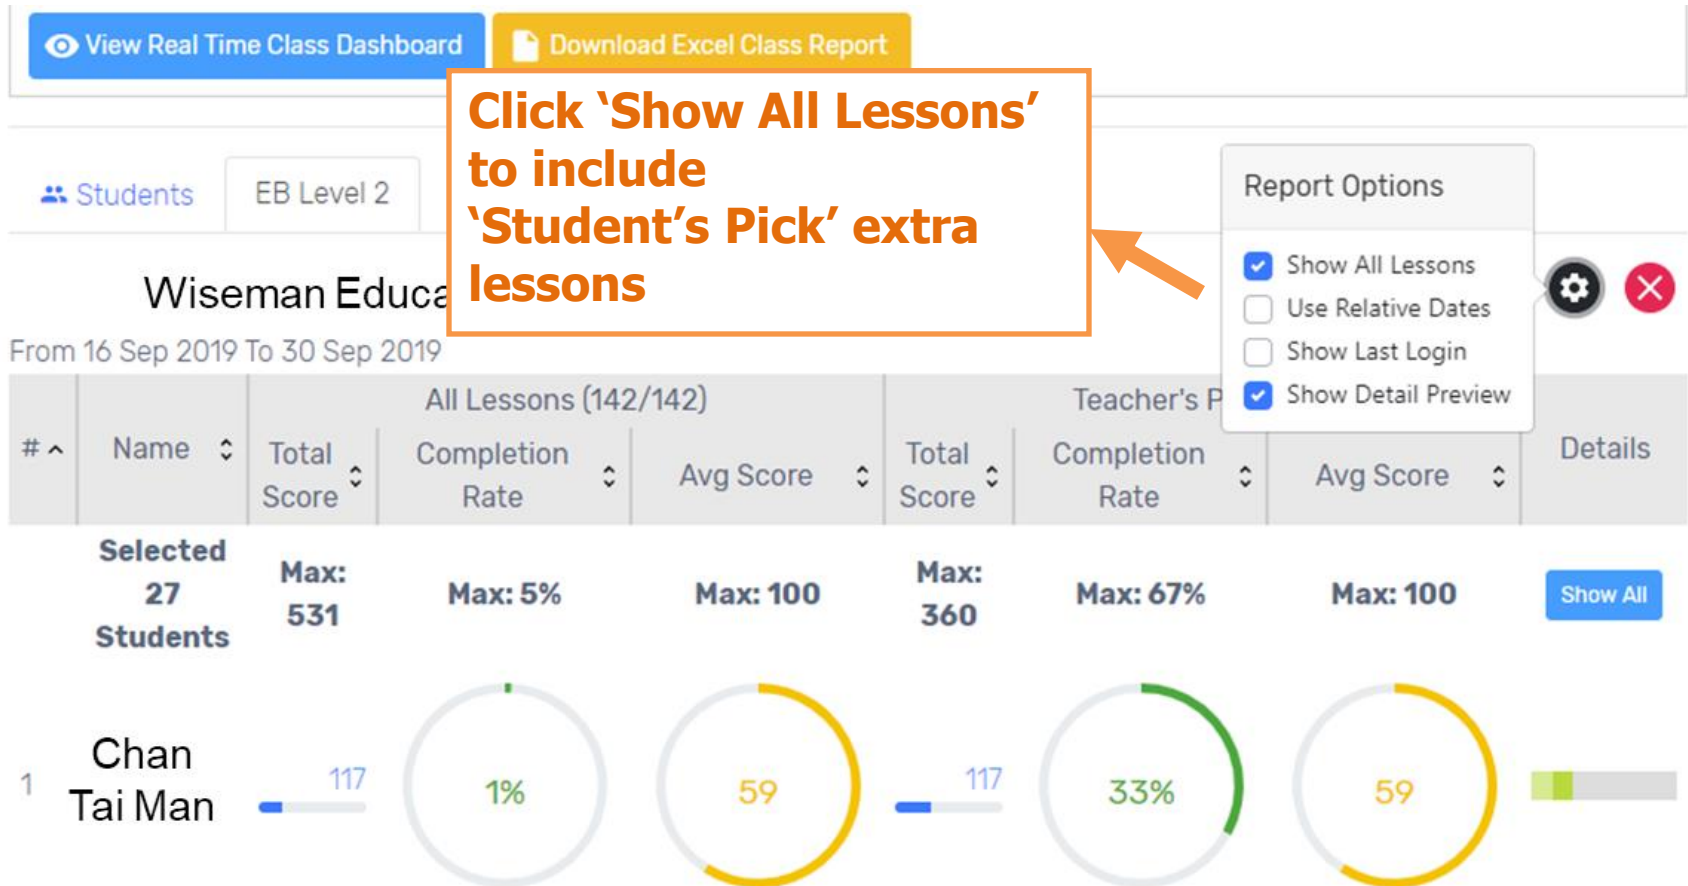 View Real Time Class Dashboard
Download Excel Class Report
Click ‘Show All Lessons’
to include
‘Student’s Pick’ extra
lessons
Students
EB Level 2
Report Options
Show All Lessons
Use Relative Dates
Show Last Login
Show Detail Preview
Wiseman
From 16 Sep 2019 To 30 Sep 2019
All Lessons (142/142)
Teacher's
#
Name
Total
Score
Completion
Rate
Avg Score
Total
Score
Completion
Rate
Avg Score
Details
Selected
27
Students
Max:
531
Max: 5%
Max: 100
Max:
360
Max: 67%
Max: 100
Show All
1
Chan
Tai Man
117
1%
59
117
33%
59